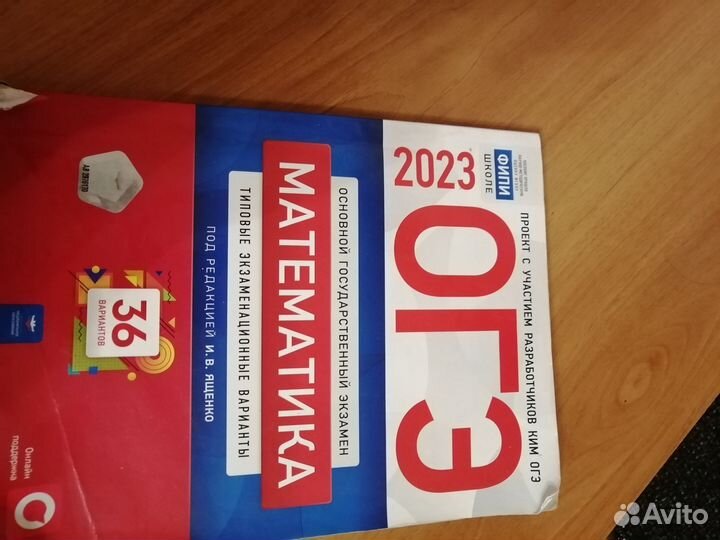 ПРОЕКТ С УЧАСТИЕМ РАЗРАБОТЧИКОВ КИМ ОГЭ
ФИПИ
ШКОЛЕ
2023
ОГЭ
ОСНОВНОЙ ГОСУДАРСТВЕННЫЙ ЭКЗАМЕН
МАТЕМАТИКА
ТИПОВЫЕ ЭКЗАМЕНАЦИОННЫЕ ВАРИАНТЫ
ПОД РЕДАКЦИЕЙ И. В. ЯЩЕНКО
36
ВАРИАНТОВ
Онлайн
поддержка
Avito